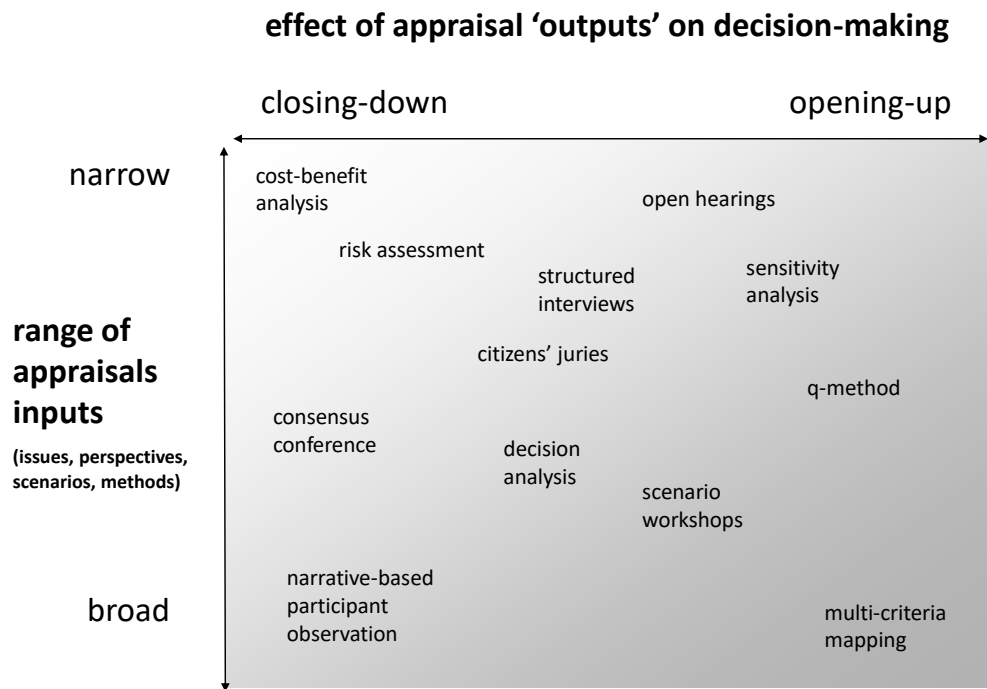 effect of appraisal ‘outputs’ on decision-making
closing-down
opening-up
narrow
cost-benefit
analysis
open hearings
risk assessment
structured
interviews
sensitivity
analysis
range of
appraisals
inputs
(issues, perspectives,
scenarios, methods)
citizens’ juries
q-method
consensus
conference
decision
analysis
scenario
workshops
broad
narrative-based
participant
observation
multi-criteria
mapping